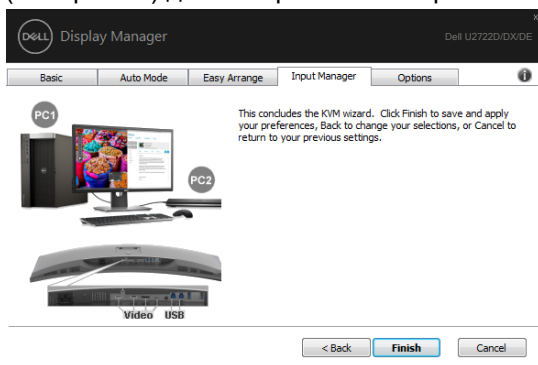 DELL Display Manager
x
Dell U2722D/DX/DE
Basic Auto Mode Easy Arrange Input Manager Options
PC1
This concludes the KVM wizard. Click Finish to save and apply
your preferences, Back to change your selections, or Cancel to
return to your previous settings.
PC2
Video USB
< Back Finish Cancel